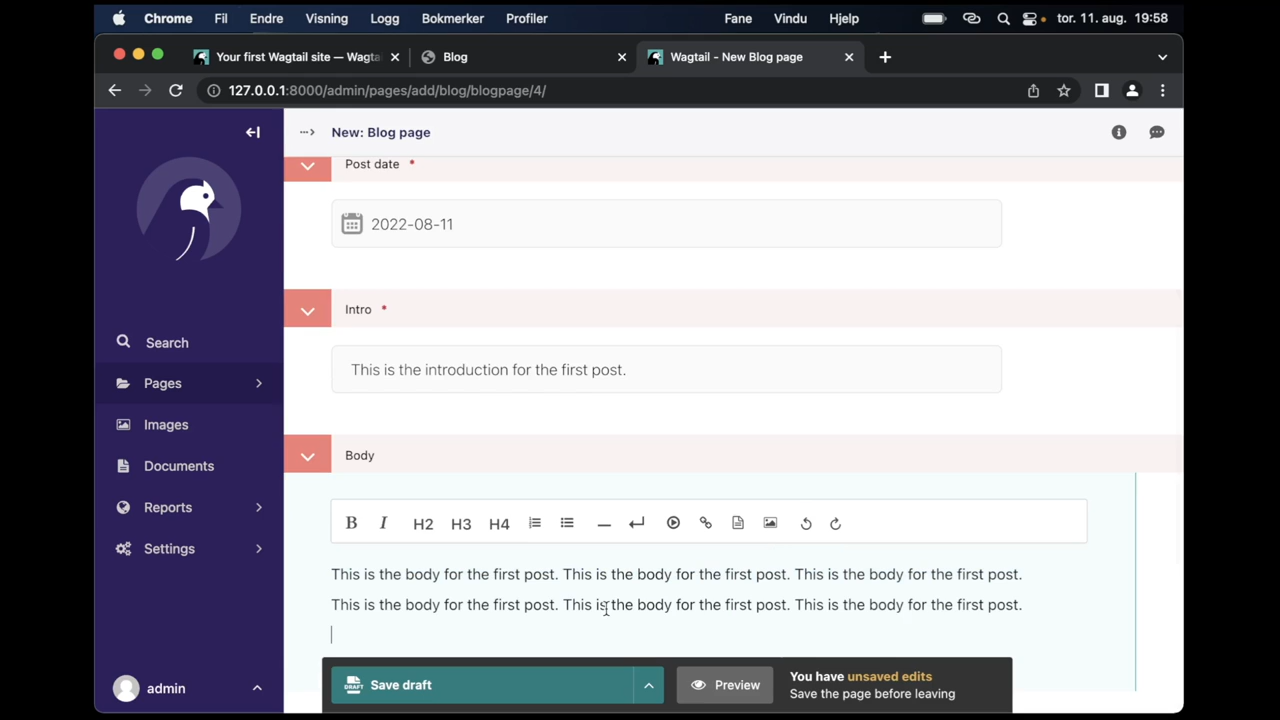 Chrome Fil Endre Visning Logg Bokmerker Profiler Fane Vindu Hjelp tor. 11. aug. 19:58
Your first Wagtail site — Wagta Blog Wagtail - New Blog page
127.0.0.1:8000/admin/pages/add/blog/blogpage/4/
New: Blog page
Post date *
2022-08-11
Intro *
This is the introduction for the first post.
Search
Pages
Images
Documents
Reports
Settings
Body
B I H2 H3 H4
This is the body for the first post. This is the body for the first post. This is the body for the first post.
This is the body for the first post. This is the body for the first post. This is the body for the first post.
admin
DRAFT Save draft
Preview
You have unsaved edits
Save the page before leaving